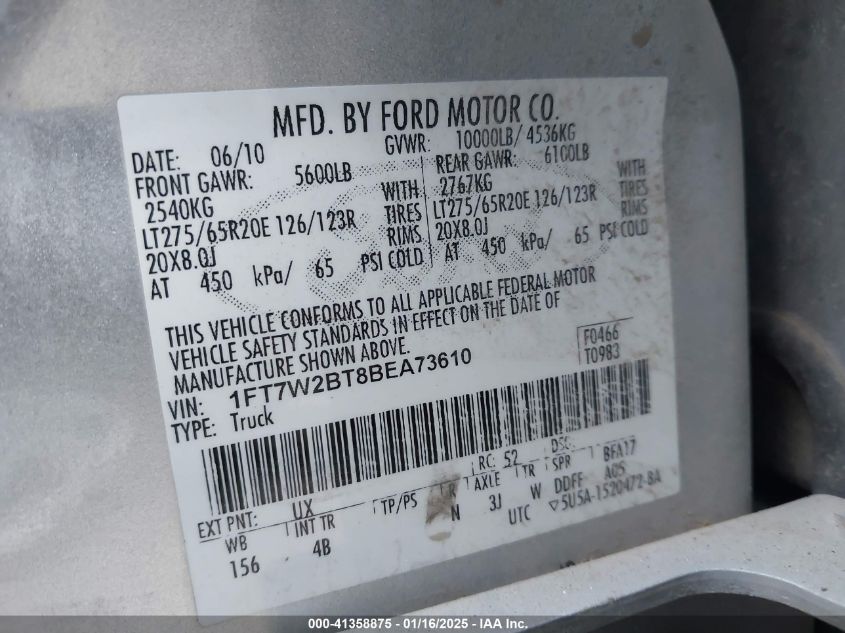 MFD. BY FORD MOTOR CO.
DATE: 06/10 GVWR: 10000LB/ 4536KG
FRONT GAWR: 5600LB REAR GAWR: 6100LB
2540KG WITH 2767KG WITH
LT275/65R20E 126/123R TIRES LT275/65R20E 126/123R TIRES
20X8.0J RIMS 20X8.0J RIMS
AT 450 kPa/ 65 PSI COLD AT 450 kPa/ 65 PSI COLD
THIS VEHICLE CONFORMS TO ALL APPLICABLE FEDERAL MOTOR
VEHICLE SAFETY STANDARDS IN EFFECT ON THE DATE OF
MANUFACTURE SHOWN ABOVE.
F0466
T0983
VIN: 1FT7W2BT8BEA73610
TYPE: Truck
EXT PNT: UX RC: 52 DSO:
WB INT TR TP/PS R AXLE TR SPR BFA17
156 4B N 3J W DDFF A05
UTC ▽5U5A-1520472-BA
000-41358875 - 01/16/2025 - IAA Inc.